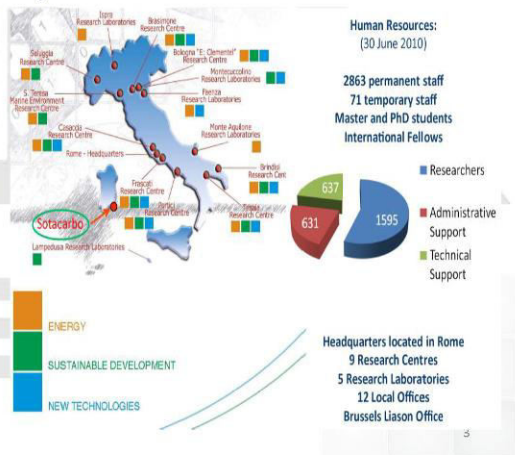 Ispra
Research Laboratories
Brasimone
Research Centre
Bologna "E. Clementel"
Research Centre
Saluggia
Research Centre
Montecuccolino
Research Laboratories
S. Teresa
Marine Environment
Research Centre
Faenza
Research Laboratories
Casaccia
Research Centre
Monte Aquilone
Research Laboratories
Rome - Headquarters
Brindisi
Research Cent
Frascati
Research Centre
Portici
Research Centre
Trisaia
Research Centre
Sotacarbo
Lampedusa Research Laboratories
ENERGY
SUSTAINABLE DEVELOPMENT
NEW TECHNOLOGIES
Human Resources:
(30 June 2010)
2863 permanent staff
71 temporary staff
Master and PhD students
International Fellows
637
631
1595
Researchers
Administrative
Support
Technical
Support
Headquarters located in Rome
9 Research Centres
5 Research Laboratories
12 Local Offices
Brussels Liason Office
3